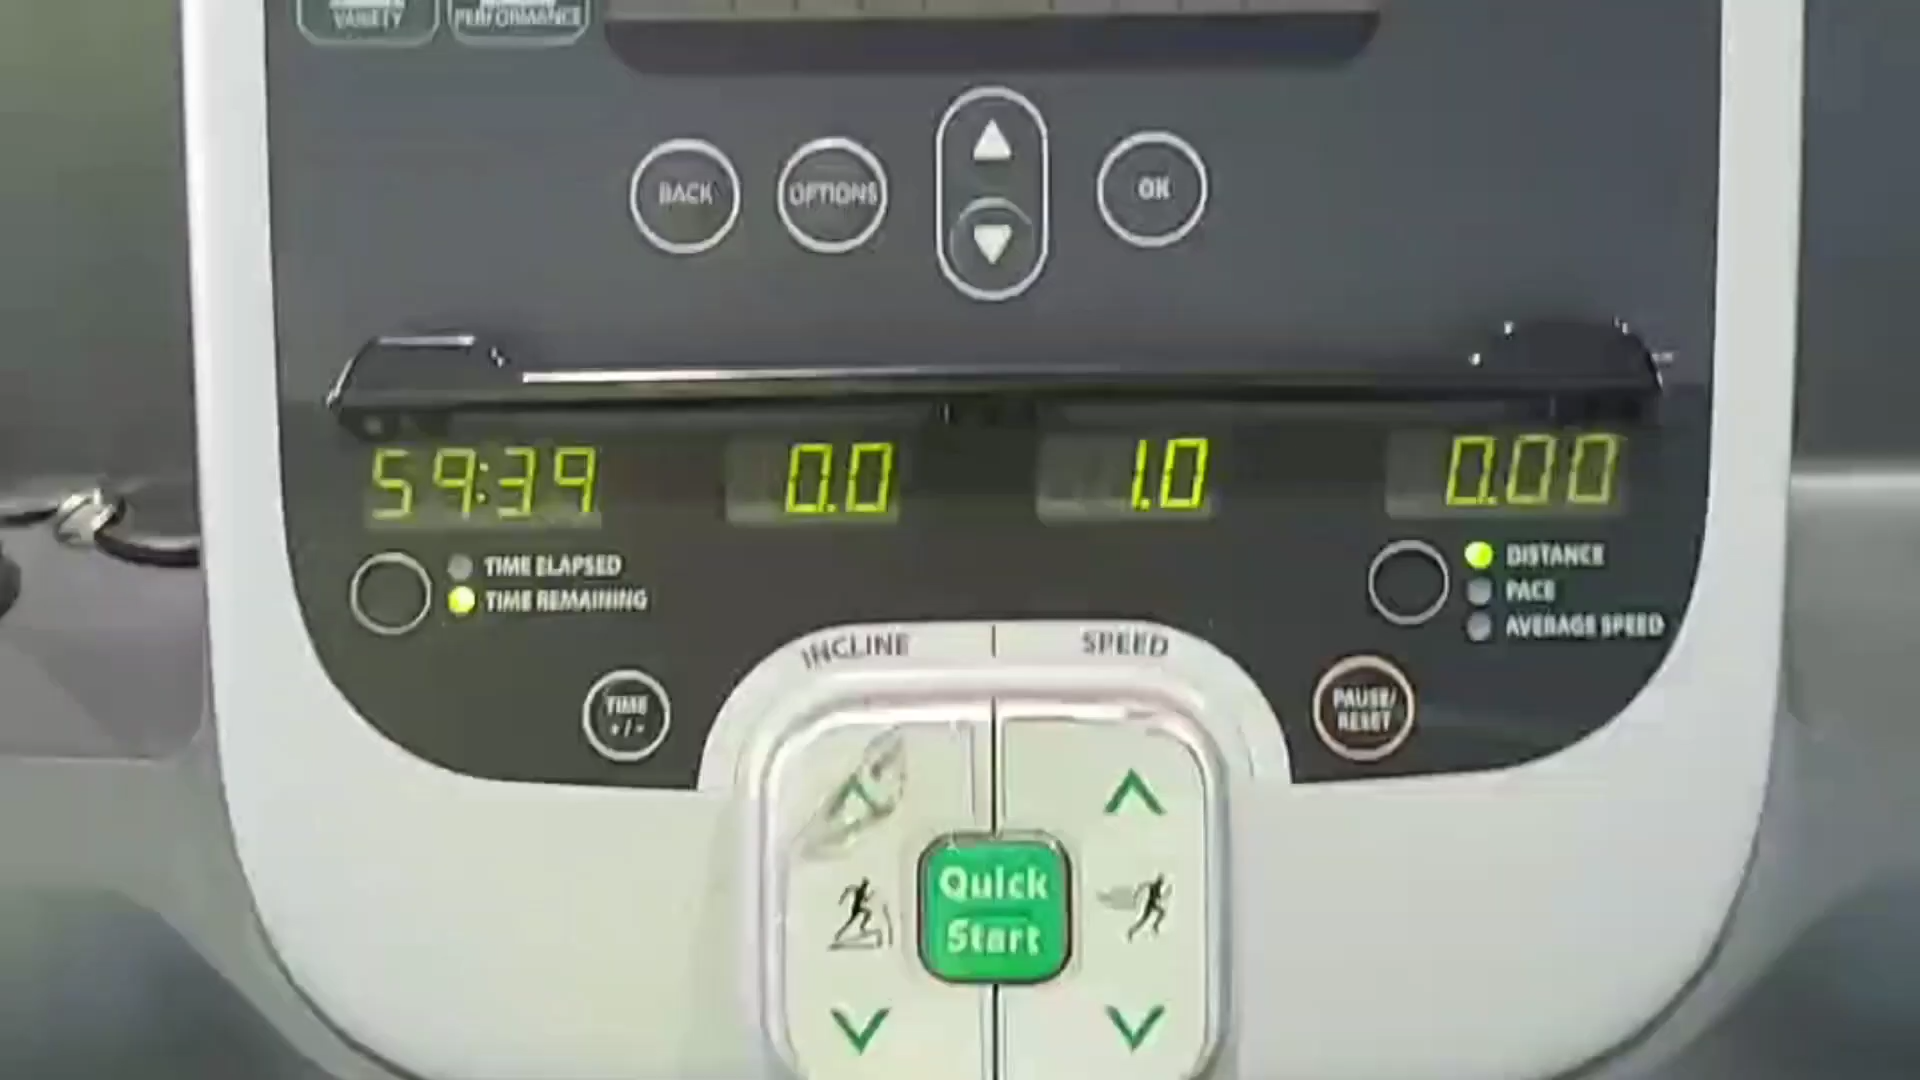 VARIETY
PERFORMANCE
BACK
OPTIONS
OK
59:39
0.0
1.0
0.00
TIME ELAPSED
TIME REMAINING
DISTANCE
PACE
AVERAGE SPEED
INCLINE
SPEED
TIME
+/-
PAUSE/
RESET
Quick
Start